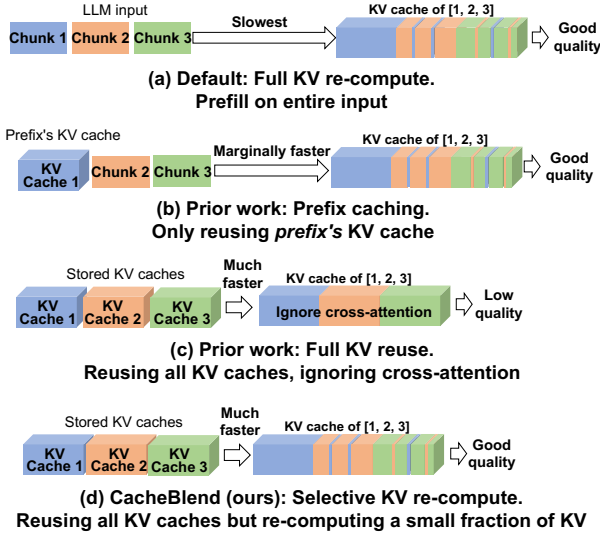 LLM input
Slowest
KV cache of [1, 2, 3]
Chunk 1 Chunk 2 Chunk 3
Good
quality
(a) Default: Full KV re-compute.
Prefill on entire input
Prefix's KV cache
Marginally faster
KV cache of [1, 2, 3]
KV
Cache 1
Chunk 2 Chunk 3
Good
quality
(b) Prior work: Prefix caching.
Only reusing prefix's KV cache
Stored KV caches
Much
faster
KV cache of [1, 2, 3]
KV
Cache 1
KV
Cache 2
KV
Cache 3
Ignore cross-attention
Low
quality
(c) Prior work: Full KV reuse.
Reusing all KV caches, ignoring cross-attention
Stored KV caches
Much
faster
KV cache of [1, 2, 3]
KV
Cache 1
KV
Cache 2
KV
Cache 3
Good
quality
(d) CacheBlend (ours): Selective KV re-compute.
Reusing all KV caches but re-computing a small fraction of KV